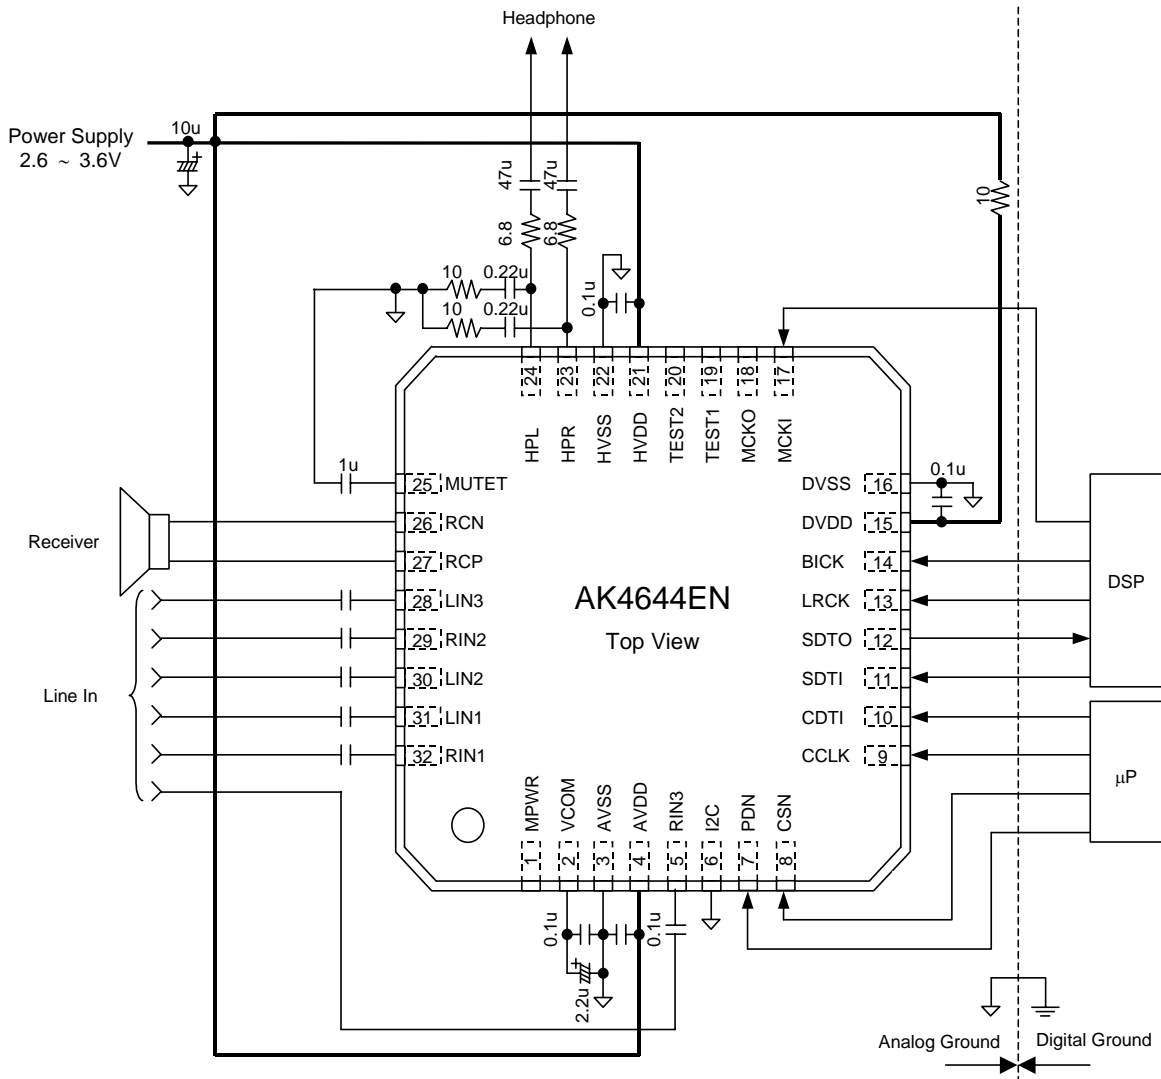 Headphone
Power Supply
2.6 ~ 3.6V
10u
47u
47u
6.8
6.8
10
10
0.22u
10
0.22u
0.1u
24
23
22
21
20
19
18
17
HPL
HPR
HVSS
HVDD
TEST2
TEST1
MCKO
MCKI
1u
25 MUTET
26 RCN
27 RCP
28 LIN3
29 RIN2
30 LIN2
31 LIN1
32 RIN1
Receiver
Line In
AK4644EN
Top View
DVSS 16
DVDD 15
BICK 14
LRCK 13
SDTO 12
SDTI 11
CDTI 10
CCLK 9
0.1u
DSP
µP
MPWR
VCOM
AVSS
AVDD
RIN3
I2C
PDN
CSN
1
2
3
4
5
6
7
8
0.1u
0.1u
+
2.2u
+
Analog Ground
Digital Ground